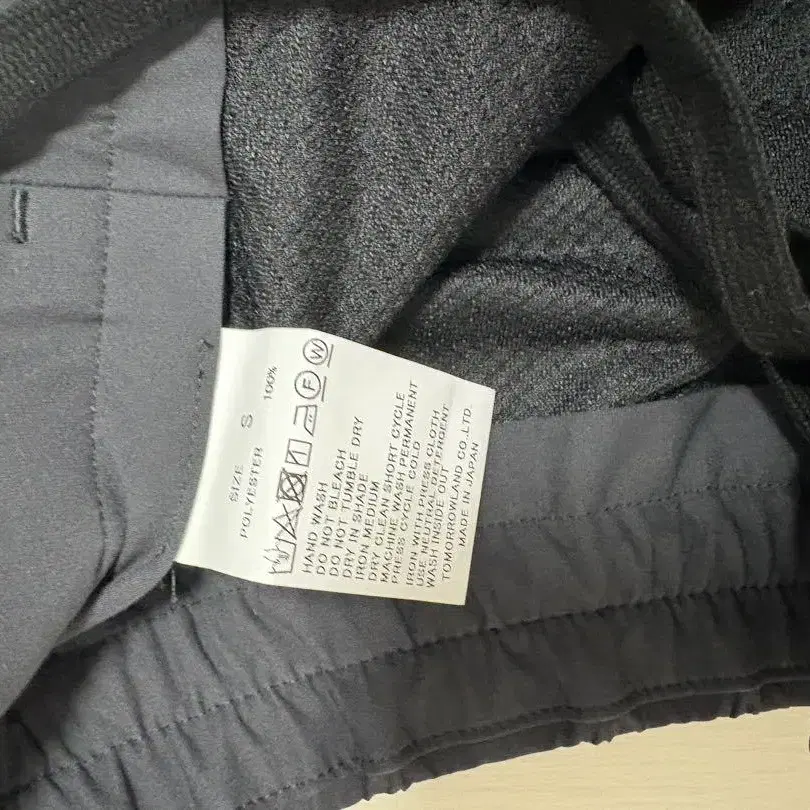 SIZE S
POLYESTER 100%
F W
HAND WASH
DO NOT BLEACH
DO NOT TUMBLE DRY
DRY IN SHADE
IRON MEDIUM
DRY CLEAN SHORT CYCLE
MACHINE WASH PERMANENT
PRESS CYCLE COLD
IRON WITH PRESS CLOTH
USE NEUTRAL DETERGENT
WASH INSIDE OUT
TOMORROWLAND CO.,LTD.
MADE IN JAPAN